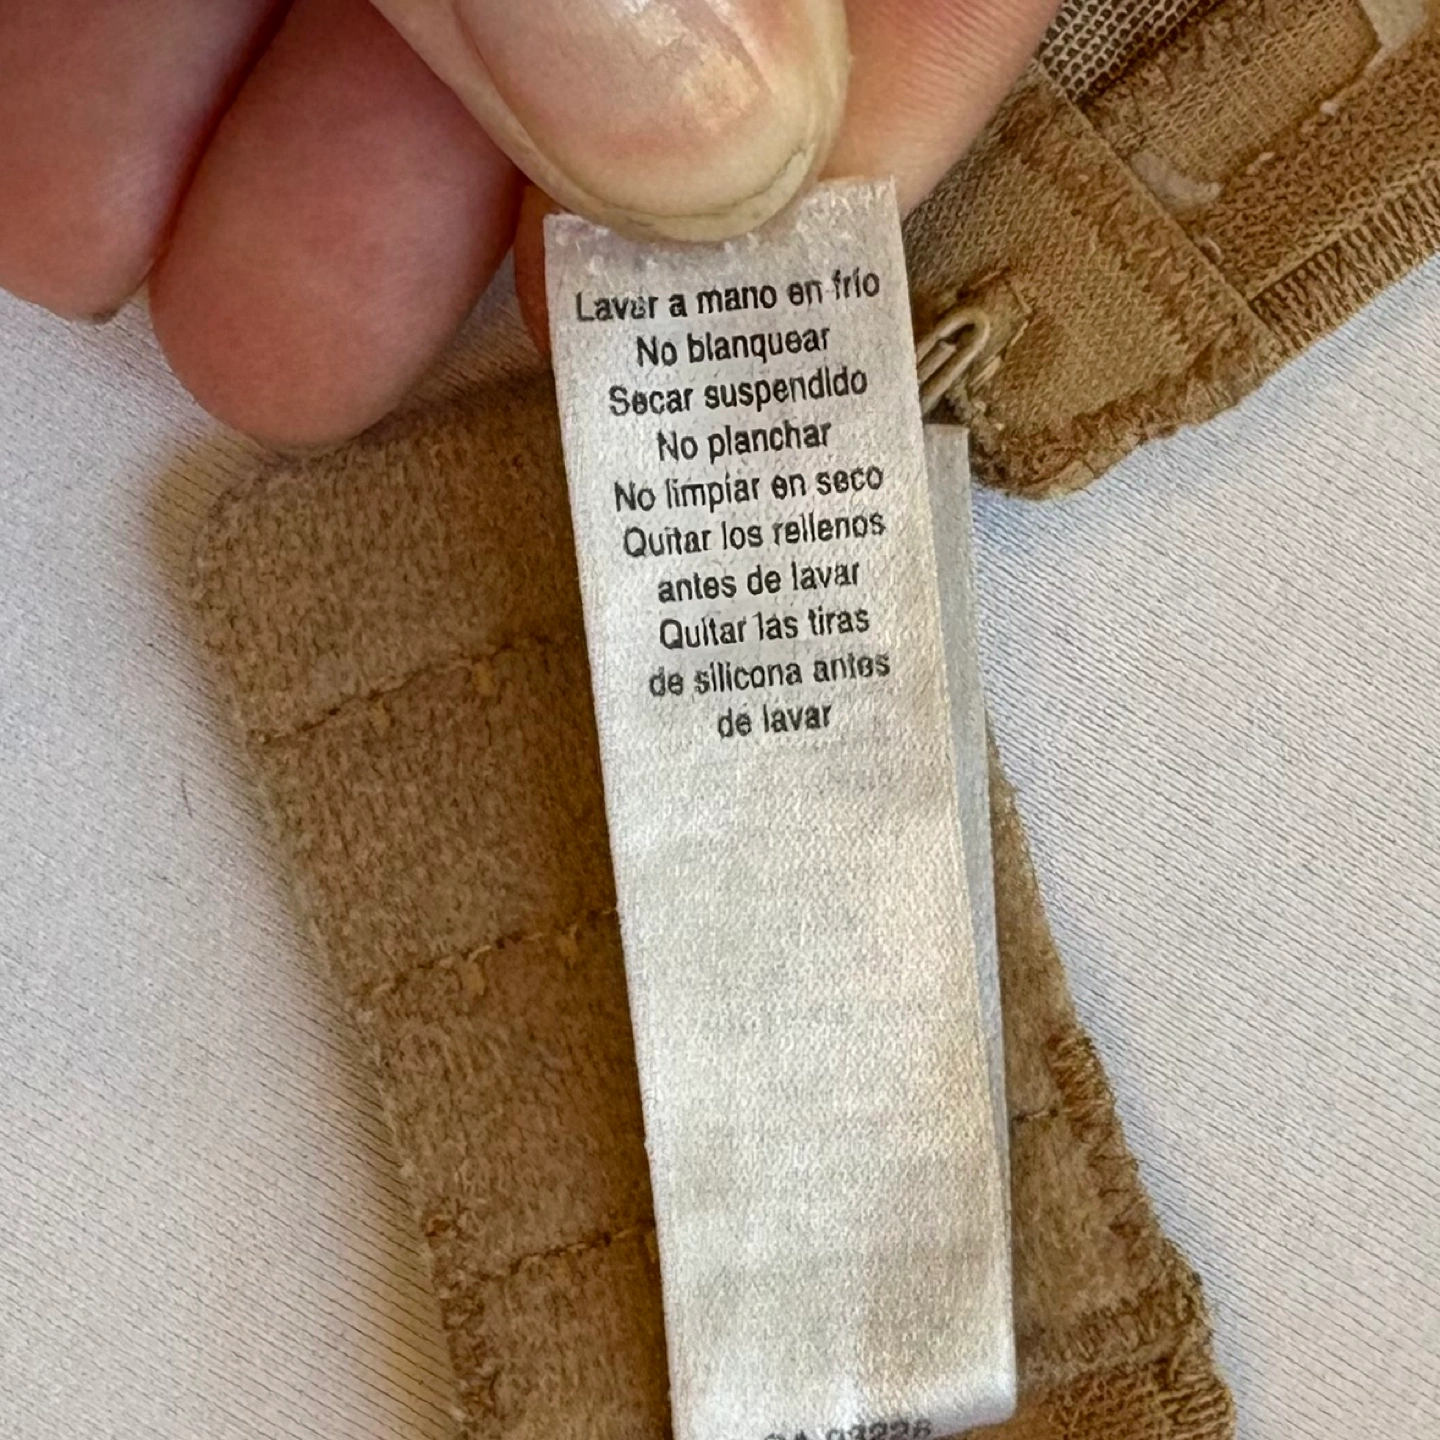 Lavar a mano en frío
No blanquear
Secar suspendido
No planchar
No limpiar en seco
Quitar los rellenos
antes de lavar
Quitar las tiras
de silicona antes
de lavar